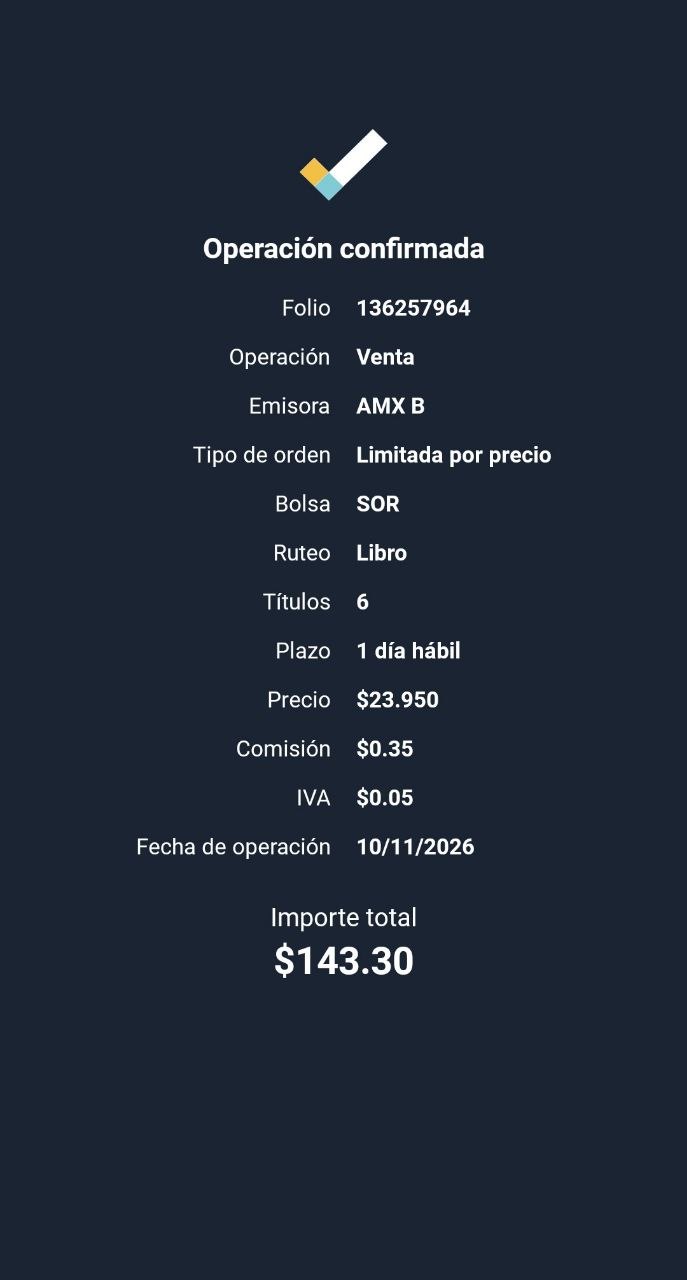 Operación confirmada
Folio 136257964
Operación Venta
Emisora AMX B
Tipo de orden Limitada por precio
Bolsa SOR
Ruteo Libro
Títulos 6
Plazo 1 día hábil
Precio $23.950
Comisión $0.35
IVA $0.05
Fecha de operación 10/11/2026
Importe total
$143.30